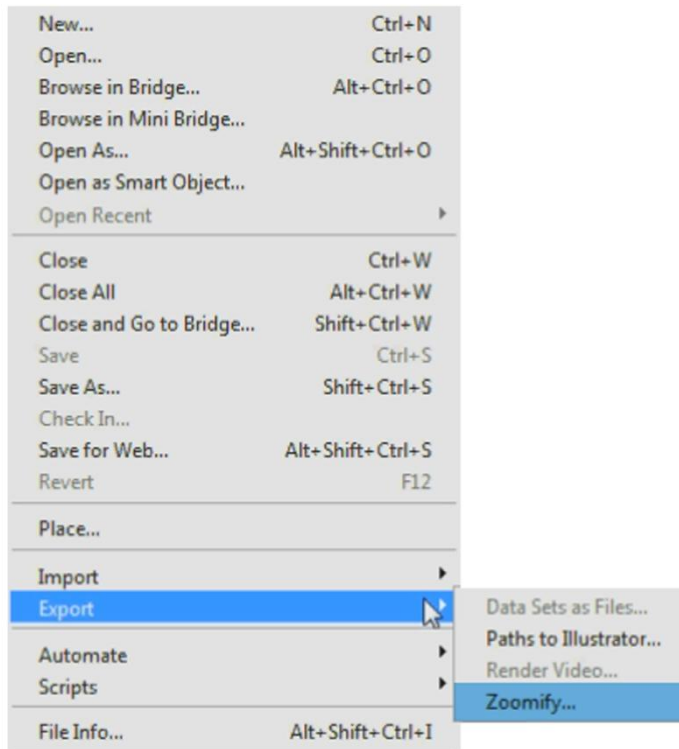 New... Ctrl+N
Open... Ctrl+O
Browse in Bridge... Alt+Ctrl+O
Browse in Mini Bridge...
Open As... Alt+Shift+Ctrl+O
Open as Smart Object...
Open Recent
Close Ctrl+W
Close All Alt+Ctrl+W
Close and Go to Bridge... Shift+Ctrl+W
Save Ctrl+S
Save As... Shift+Ctrl+S
Check In...
Save for Web... Alt+Shift+Ctrl+S
Revert F12
Place...
Import
Export
Data Sets as Files...
Paths to Illustrator...
Render Video...
Zoomify...
Automate
Scripts
File Info... Alt+Shift+Ctrl+I